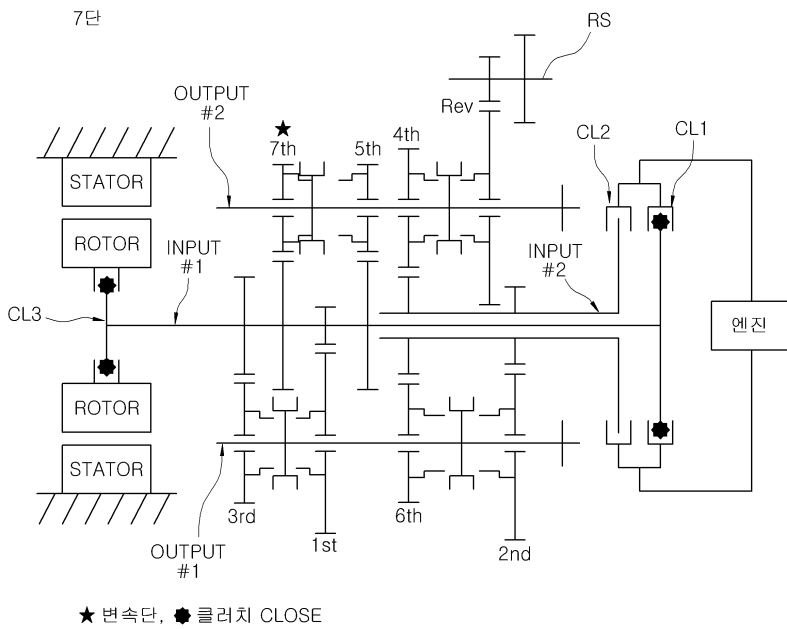 7단
RS
OUTPUT
#2
Rev
7th
5th
4th
CL2
CL1
STATOR
ROTOR
INPUT
#1
INPUT
#2
CL3
엔진
ROTOR
STATOR
3rd
1st
6th
2nd
OUTPUT
#1
★ 변속단, 클러치 CLOSE